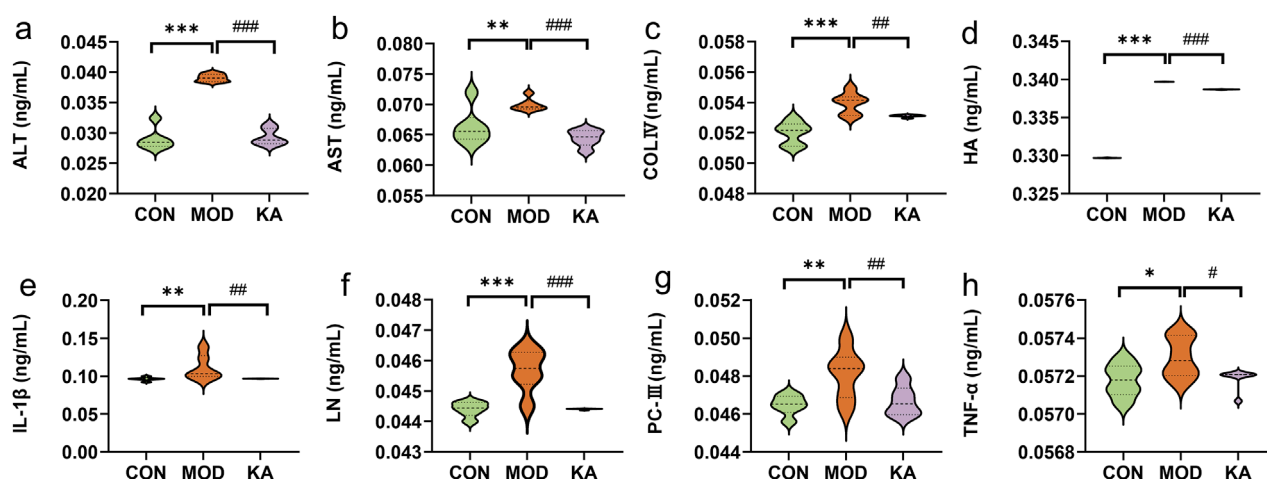 a
*** ###
ALT (ng/mL)
0.045
0.040
0.035
0.030
0.025
0.020
CON MOD KA
b
** ###
AST (ng/mL)
0.080
0.075
0.070
0.065
0.060
0.055
CON MOD KA
c
*** ##
COLⅣ (ng/mL)
0.058
0.056
0.054
0.052
0.050
0.048
CON MOD KA
d
*** ###
HA (ng/mL)
0.345
0.340
0.335
0.330
0.325
CON MOD KA
e
** ##
IL-1β (ng/mL)
0.20
0.15
0.10
0.05
0.00
CON MOD KA
f
*** ###
LN (ng/mL)
0.048
0.047
0.046
0.045
0.044
0.043
CON MOD KA
g
** ##
PC-Ⅲ (ng/mL)
0.052
0.050
0.048
0.046
0.044
CON MOD KA
h
* #
TNF-α (ng/mL)
0.0576
0.0574
0.0572
0.0570
0.0568
CON MOD KA